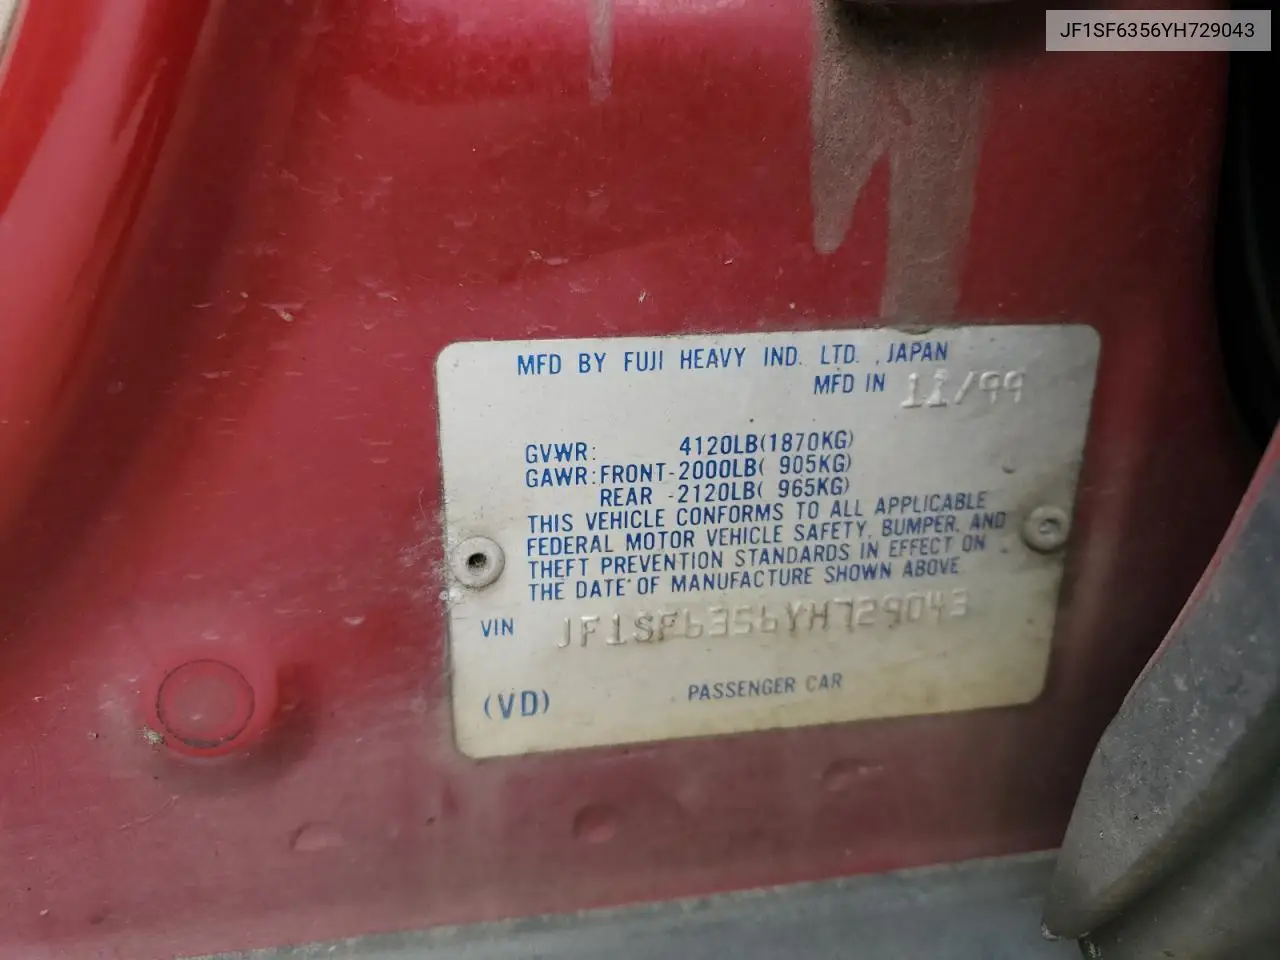 JF1SF6356YH729043
MFD BY FUJI HEAVY IND. LTD. , JAPAN
MFD IN 11/99
GVWR: 4120LB(1870KG)
GAWR:FRONT-2000LB( 905KG)
REAR -2120LB( 965KG)
THIS VEHICLE CONFORMS TO ALL APPLICABLE
FEDERAL MOTOR VEHICLE SAFETY, BUMPER, AND
THEFT PREVENTION STANDARDS IN EFFECT ON
THE DATE OF MANUFACTURE SHOWN ABOVE
VIN JF1SF6356YH729043
(VD) PASSENGER CAR